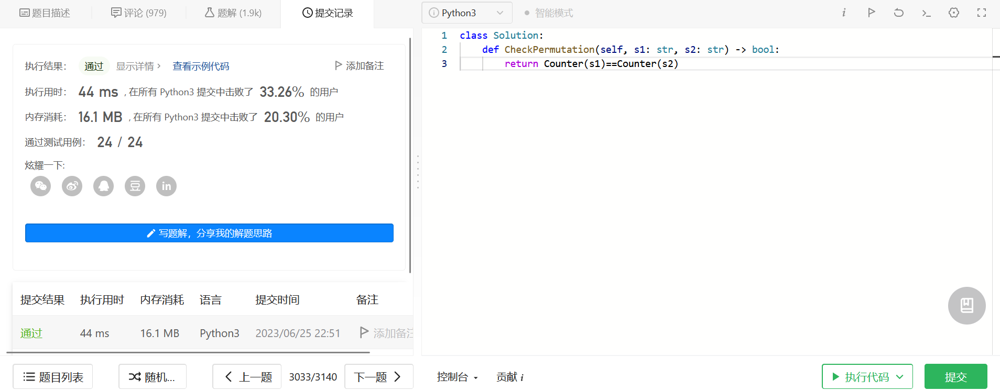 题目描述
评论 (979)
题解 (1.9k)
提交记录
执行结果：
通过
显示详情 >
查看示例代码
添加备注
执行用时：
44 ms
, 在所有 Python3 提交中击败了
33.26%
的用户
内存消耗：
16.1 MB
, 在所有 Python3 提交中击败了
20.30%
的用户
通过测试用例：
24 / 24
炫耀一下:
in
写题解，分享我的解题思路
提交结果 执行用时 内存消耗 语言 提交时间 备注
通过 44 ms 16.1 MB Python3 2023/06/25 22:51 添加备注
题目列表
随机...
上一题
3033/3140
下一题
Python3
智能模式
1 class Solution:
2 def CheckPermutation(self, s1: str, s2: str) -> bool:
3 return Counter(s1)==Counter(s2)
控制台
贡献 i
执行代码
提交